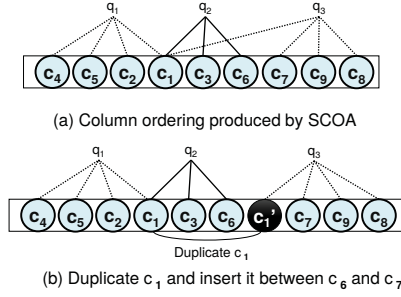 q1 q2 q3
c4 c5 c2 c1 c3 c6 c7 c9 c8
(a) Column ordering produced by SCOA
q1 q2 q3
c4 c5 c2 c1 c3 c6 c1' c7 c9 c8
Duplicate c1
(b) Duplicate c1 and insert it between c6 and c7